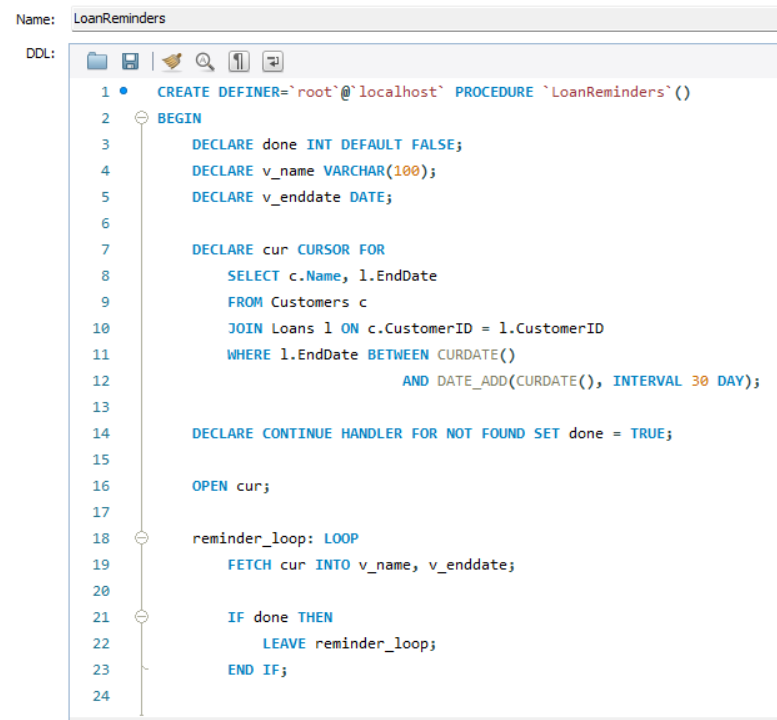 Name: LoanReminders
DDL:
1 CREATE DEFINER=`root`@`localhost` PROCEDURE `LoanReminders`()
2 BEGIN
3 DECLARE done INT DEFAULT FALSE;
4 DECLARE v_name VARCHAR(100);
5 DECLARE v_enddate DATE;
6
7 DECLARE cur CURSOR FOR
8 SELECT c.Name, l.EndDate
9 FROM Customers c
10 JOIN Loans l ON c.CustomerID = l.CustomerID
11 WHERE l.EndDate BETWEEN CURDATE()
12 AND DATE_ADD(CURDATE(), INTERVAL 30 DAY);
13
14 DECLARE CONTINUE HANDLER FOR NOT FOUND SET done = TRUE;
15
16 OPEN cur;
17
18 reminder_loop: LOOP
19 FETCH cur INTO v_name, v_enddate;
20
21 IF done THEN
22 LEAVE reminder_loop;
23 END IF;
24